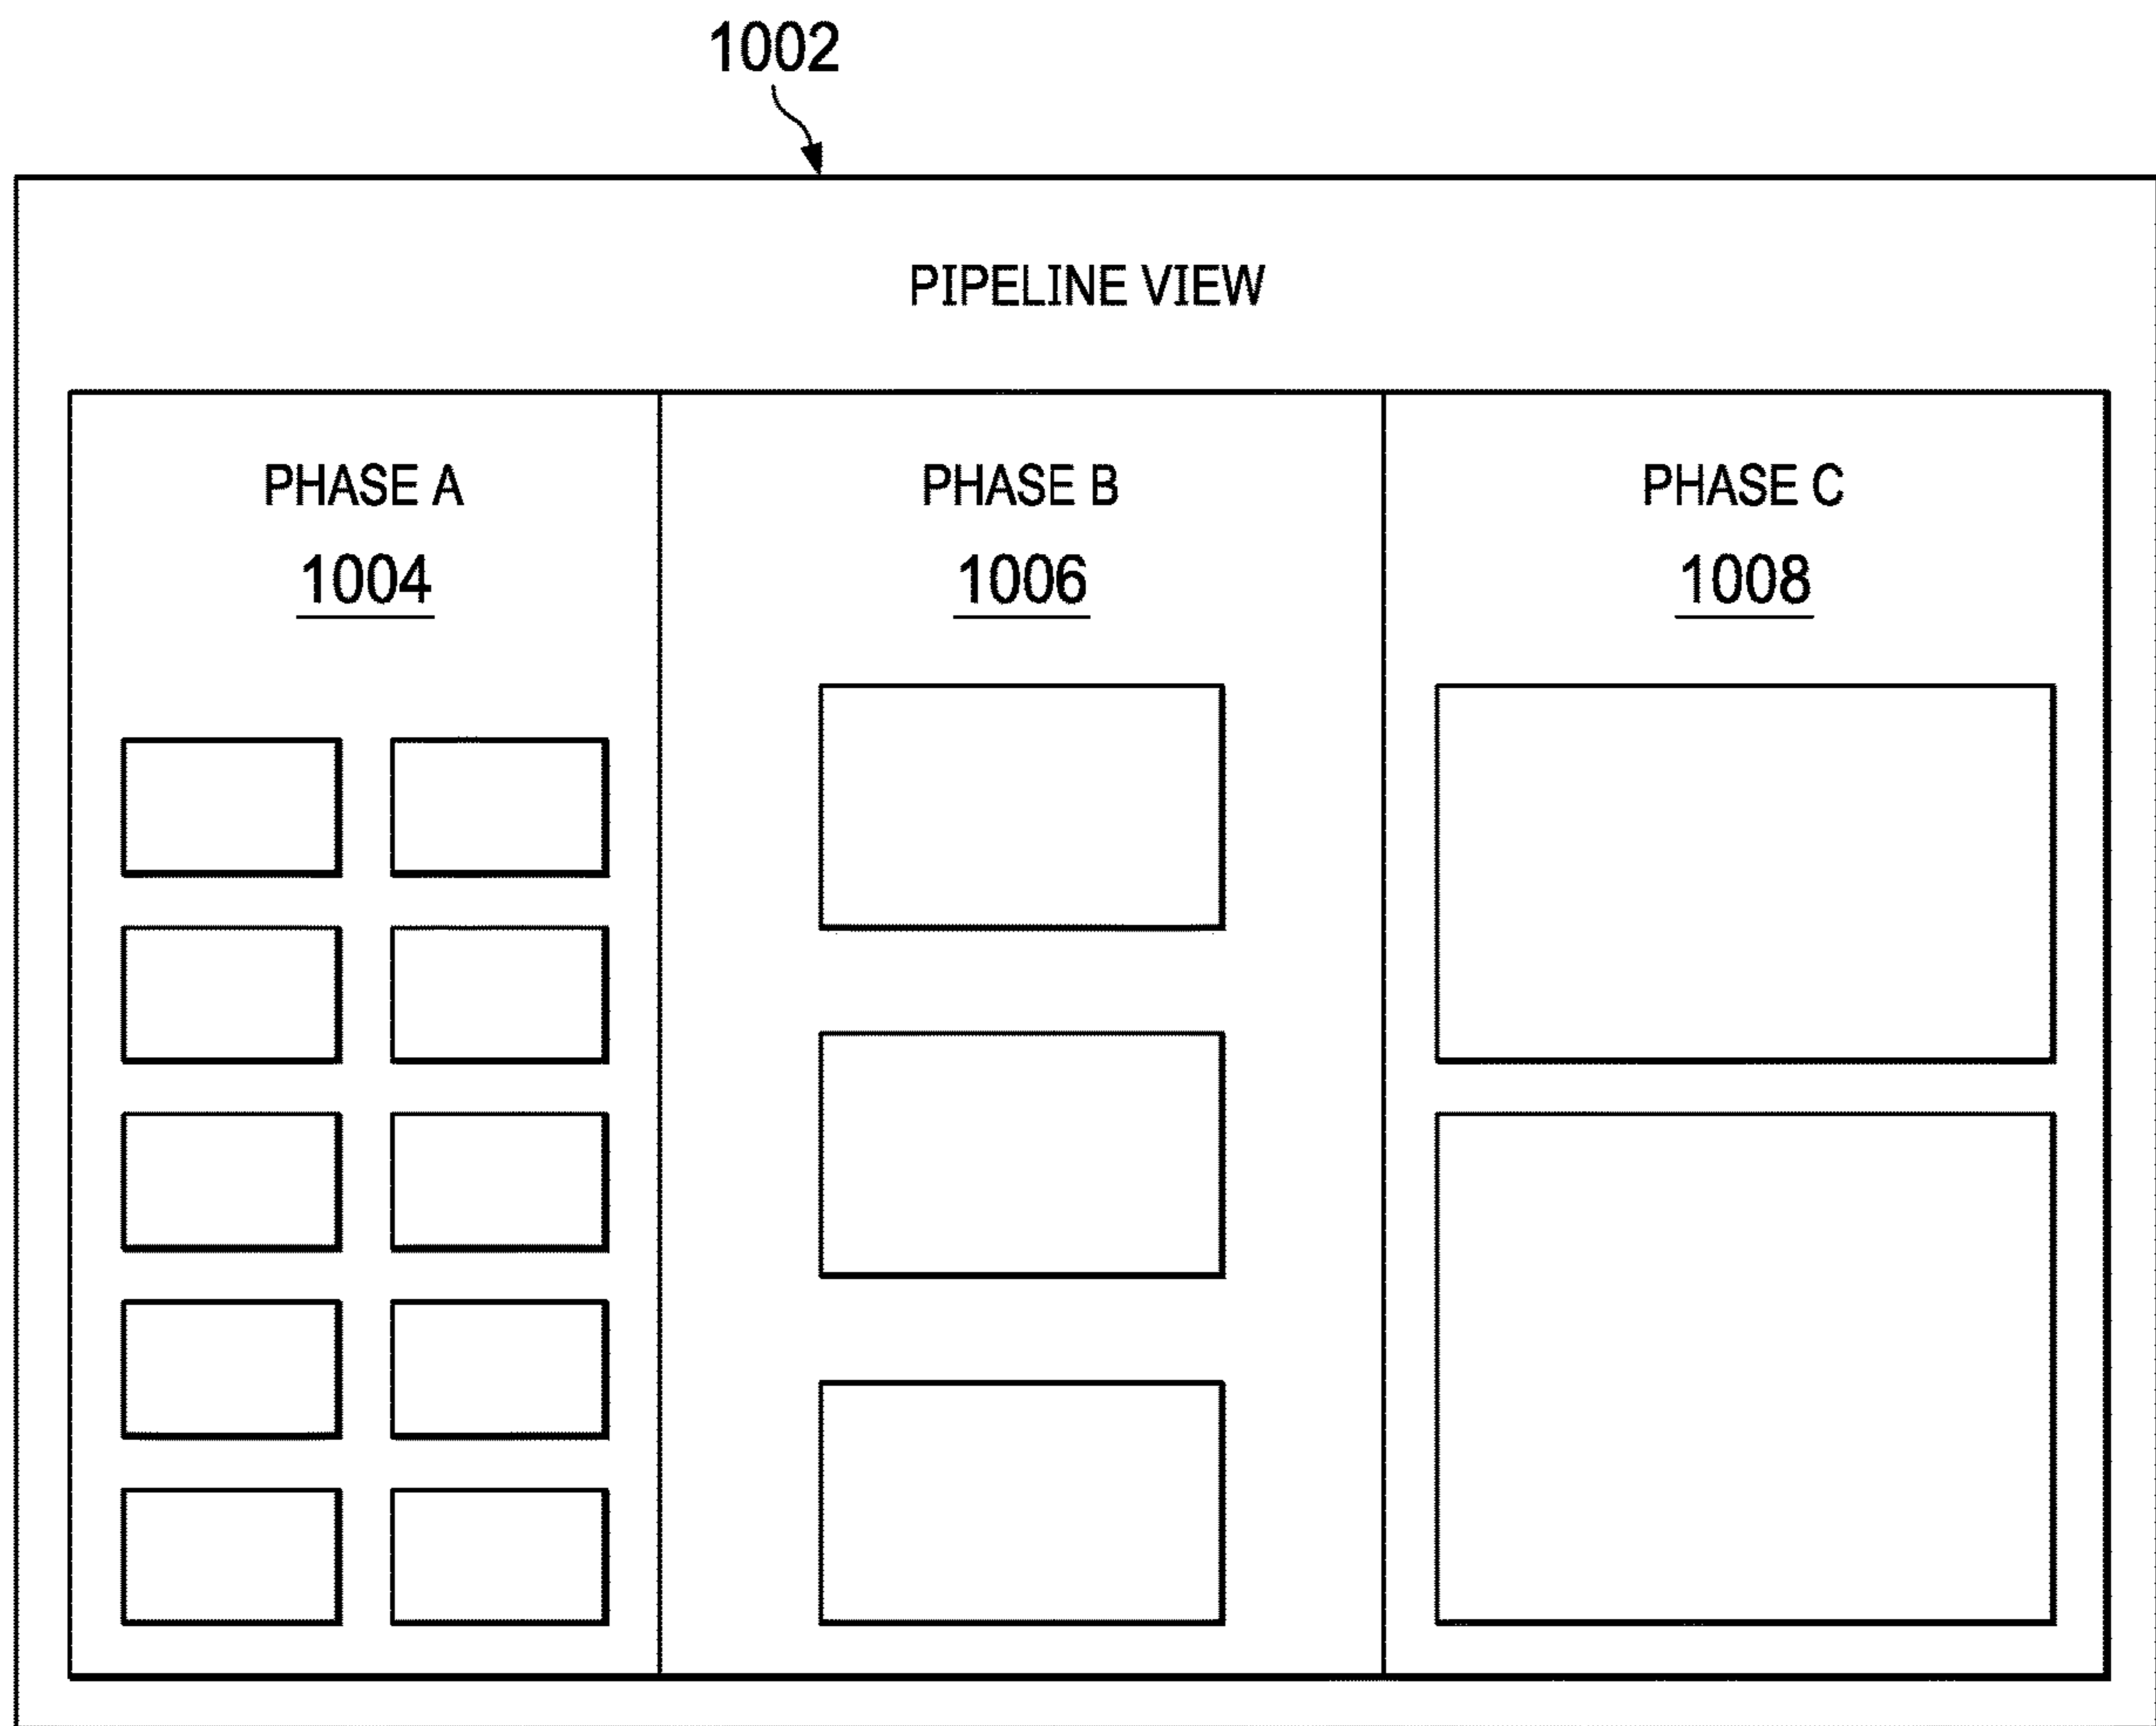 1002
PIPELINE VIEW
PHASE A
1004
PHASE B
1006
PHASE C
1008